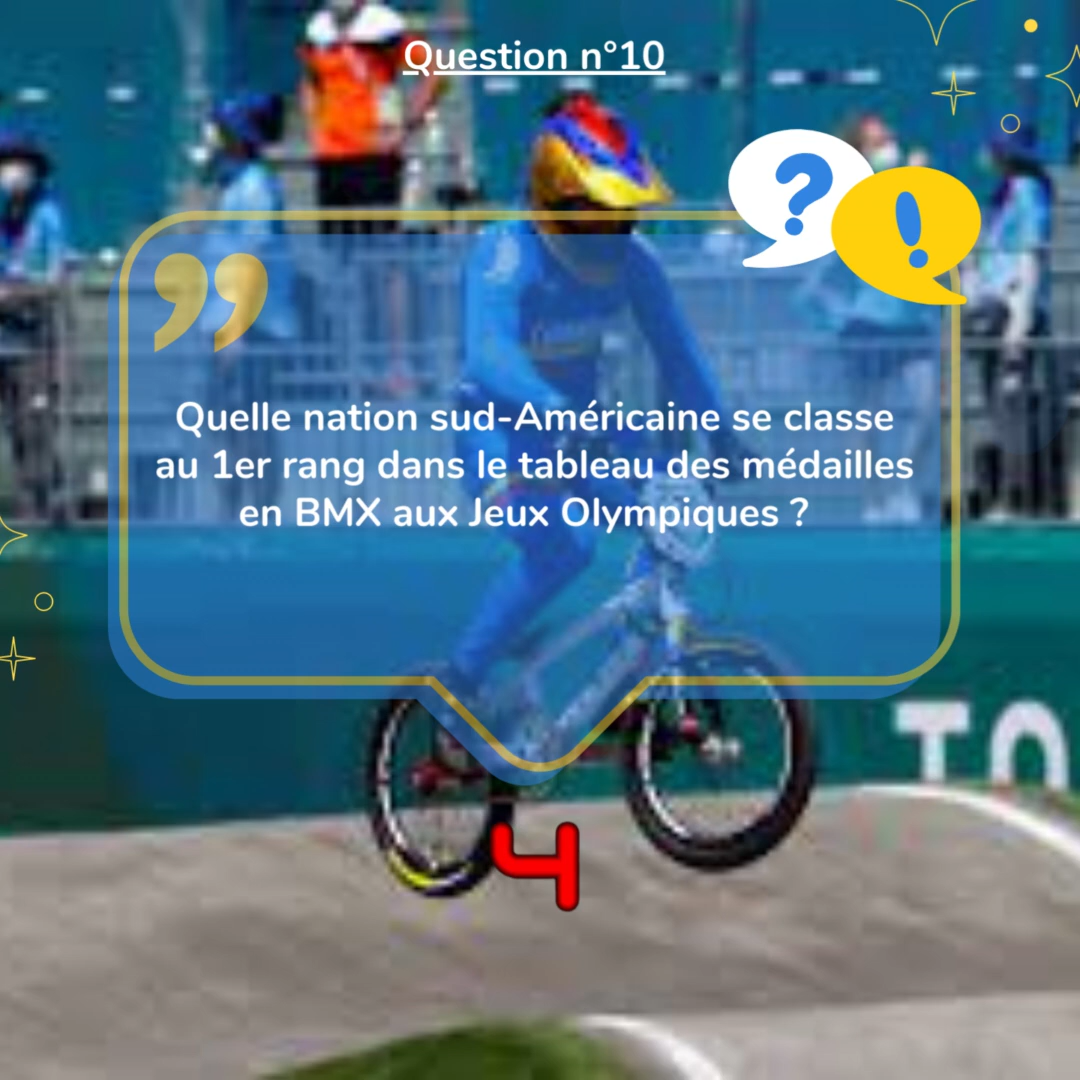 Question n°10
Quelle nation sud-Américaine se classe
au 1er rang dans le tableau des médailles
en BMX aux Jeux Olympiques ?
4
TO